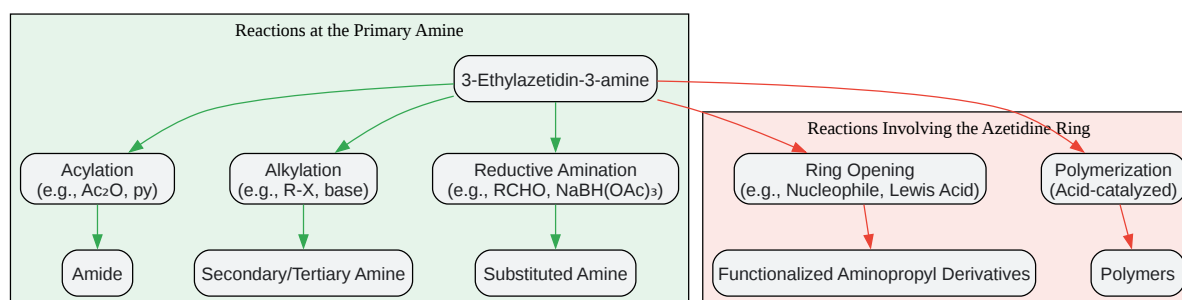 Reactions at the Primary Amine
3-Ethylazetidin-3-amine
Reactions Involving the Azetidine Ring
Acylation
(e.g., Ac₂O, py)
Alkylation
(e.g., R-X, base)
Reductive Amination
(e.g., RCHO, NaBH(OAc)₃)
Ring Opening
(e.g., Nucleophile, Lewis Acid)
Polymerization
(Acid-catalyzed)
Amide
Secondary/Tertiary Amine
Substituted Amine
Functionalized Aminopropyl Derivatives
Polymers